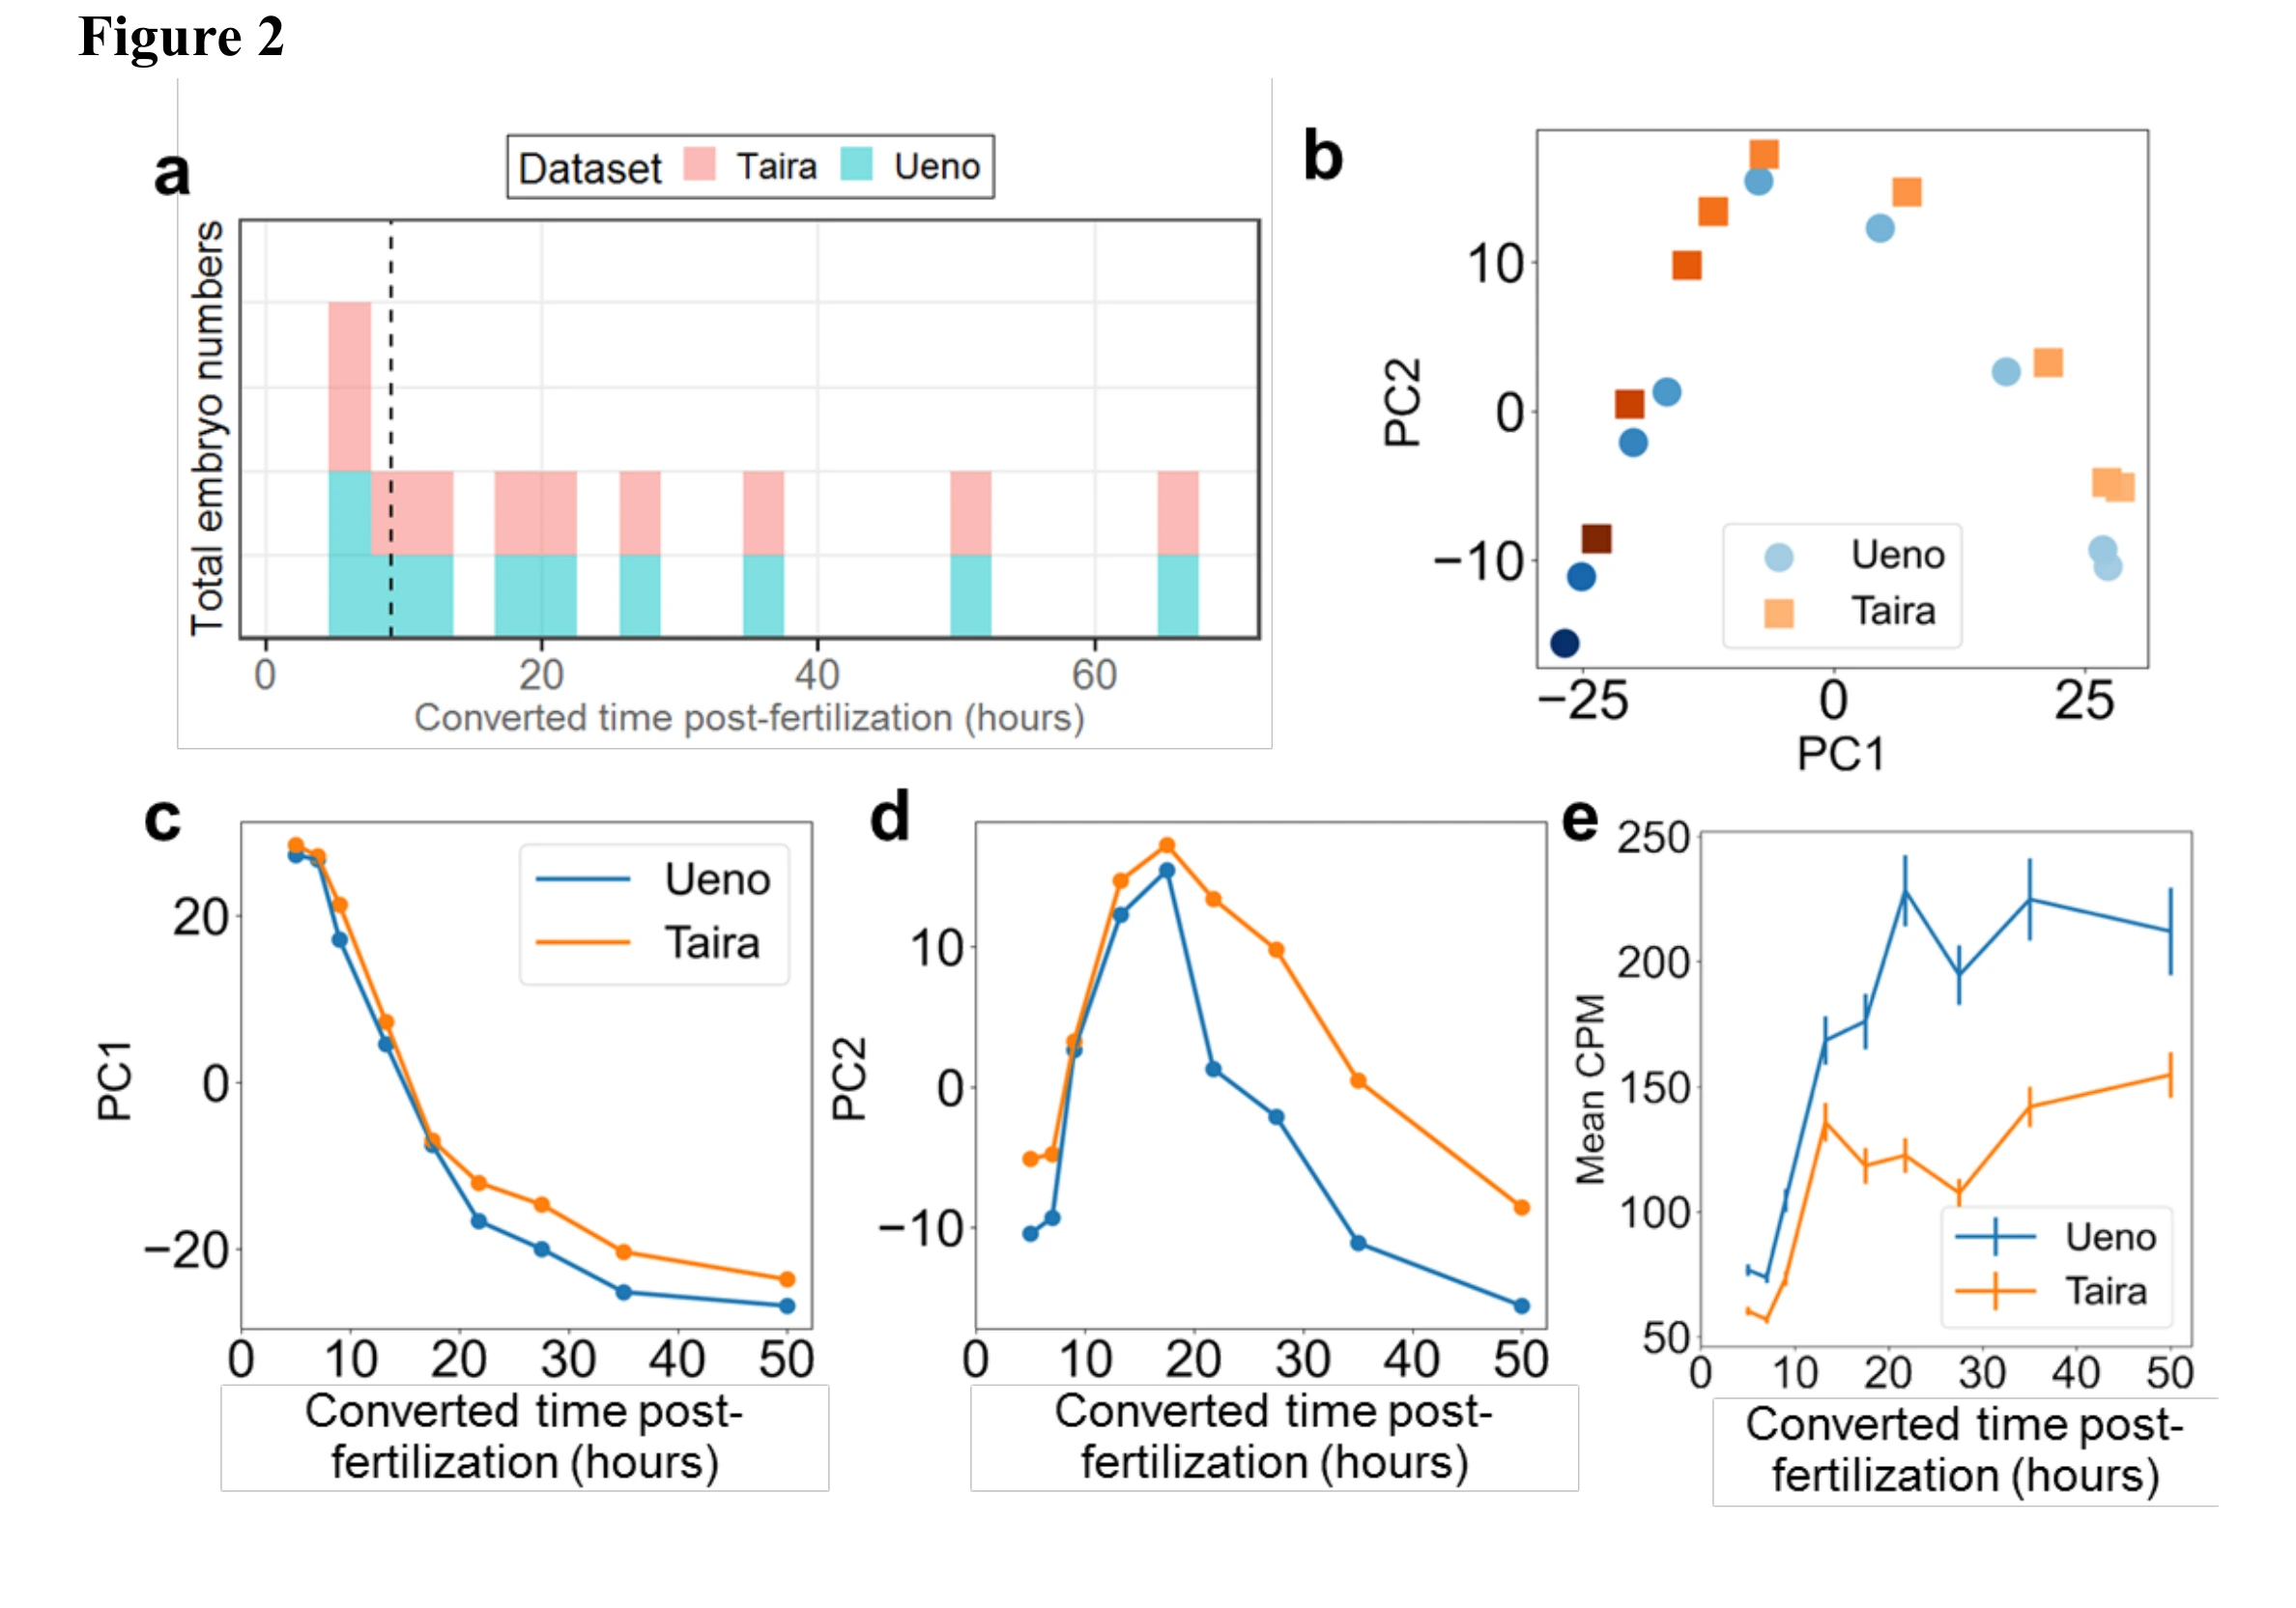 Figure 2
a
Dataset Taira Ueno
Total embryo numbers
0 20 40 60
Converted time post-fertilization (hours)
b
PC2
10
0
−10
Ueno
Taira
−25 0 25
PC1
c
PC1
20
0
−20
Ueno
Taira
0 10 20 30 40 50
Converted time post-
fertilization (hours)
d
PC2
10
0
−10
0 10 20 30 40 50
Converted time post-
fertilization (hours)
e
Mean CPM
250
200
150
100
50
Ueno
Taira
0 10 20 30 40 50
Converted time post-
fertilization (hours)